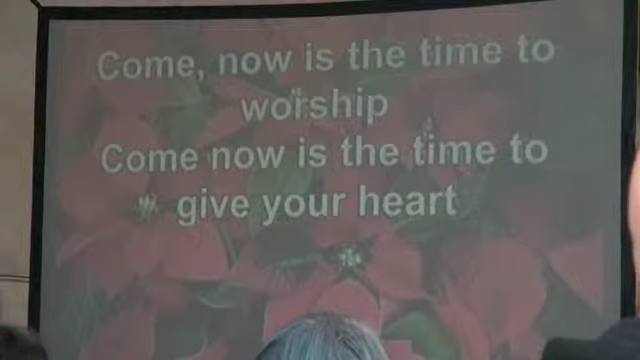 Come, now is the time to
worship
Come now is the time to
give your heart